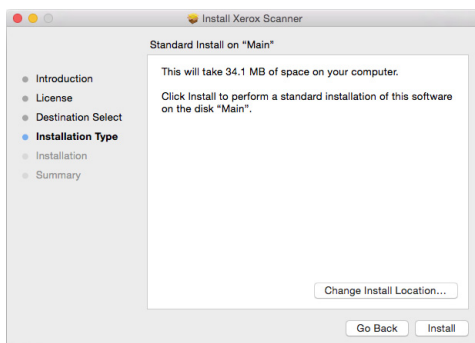 Install Xerox Scanner
Standard Install on “Main”
Introduction
License
Destination Select
Installation Type
Installation
Summary
This will take 34.1 MB of space on your computer.
Click Install to perform a standard installation of this software
on the disk “Main”.
Change Install Location...
Go Back
Install